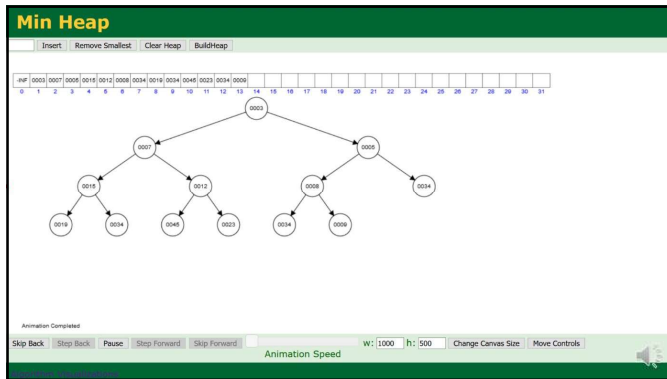 Min Heap
Insert Remove Smallest Clear Heap BuildHeap
-INF 0003 0007 0005 0015 0012 0008 0034 0019 0034 0045 0023 0034 0009
0 1 2 3 4 5 6 7 8 9 10 11 12 13 14 15 16 17 18 19 20 21 22 23 24 25 26 27 28 29 30 31
0003
0007 0005
0015 0012 0008 0034
0019 0034 0045 0023 0034 0009
Animation Completed
Skip Back Step Back Pause Step Forward Skip Forward w: 1000 h: 500 Change Canvas Size Move Controls
Animation Speed
Algorithm Visualizations